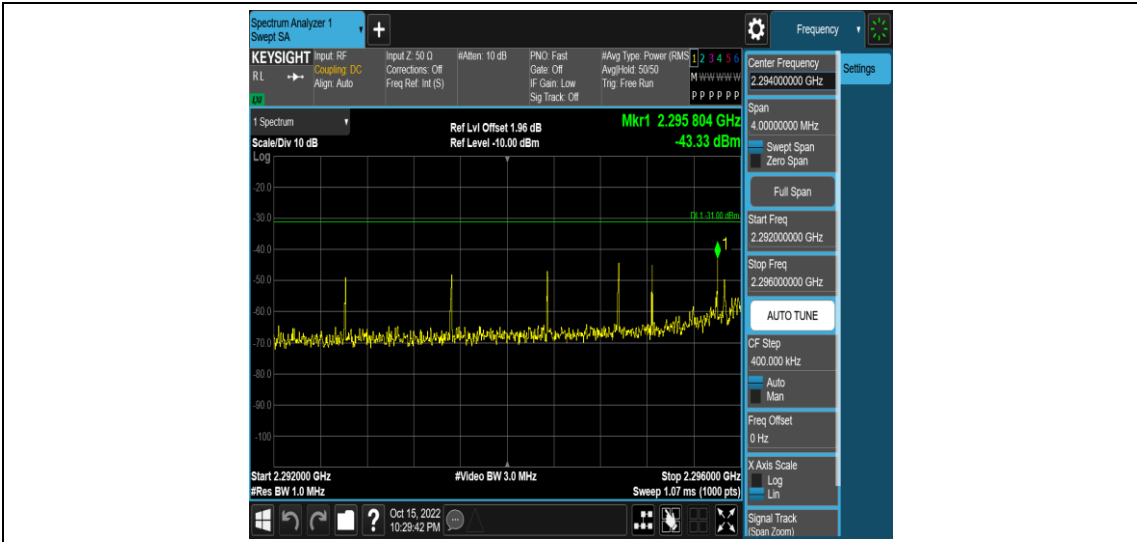 Spectrum Analyzer 1
Swept SA
+
Frequency
KEYSIGHT
RL
LXI
Input: RF
Coupling: DC
Align: Auto
Input Z: 50 Ω
Corrections: Off
Freq Ref: Int (S)
#Atten: 10 dB
PNO: Fast
Gate: Off
IF Gain: Low
Sig Track: Off
#Avg Type: Power (RMS
Avg|Hold: 50/50
Trig: Free Run
1 2 3 4 5 6
M W W W W W
P P P P P P
1 Spectrum
Scale/Div 10 dB
Log
Ref Lvl Offset 1.96 dB
Ref Level -10.00 dBm
Mkr1 2.295 804 GHz
-43.33 dBm
-20.0
-30.0
DL1 -31.00 dBm
-40.0
1
-50.0
-60.0
-70.0
-80.0
-90.0
-100
Start 2.292000 GHz
#Res BW 1.0 MHz
#Video BW 3.0 MHz
Stop 2.296000 GHz
Sweep 1.07 ms (1000 pts)
?
Oct 15, 2022
10:29:42 PM
Center Frequency
2.294000000 GHz
Settings
Span
4.00000000 MHz
Swept Span
Zero Span
Full Span
Start Freq
2.292000000 GHz
Stop Freq
2.296000000 GHz
AUTO TUNE
CF Step
400.000 kHz
Auto
Man
Freq Offset
0 Hz
X Axis Scale
Log
Lin
Signal Track
(Span Zoom)